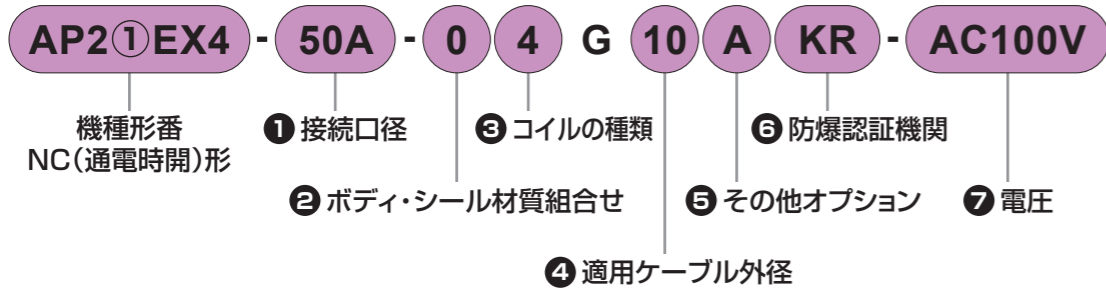 AP2①EX4 - 50A - 0 4 G 10 A KR - AC100V
機種形番
NC(通電時開)形
❶ 接続口径
❸ コイルの種類
❻ 防爆認証機関
❷ ボディ・シール材質組合せ
❺ その他オプション
❼ 電圧
❹ 適用ケーブル外径